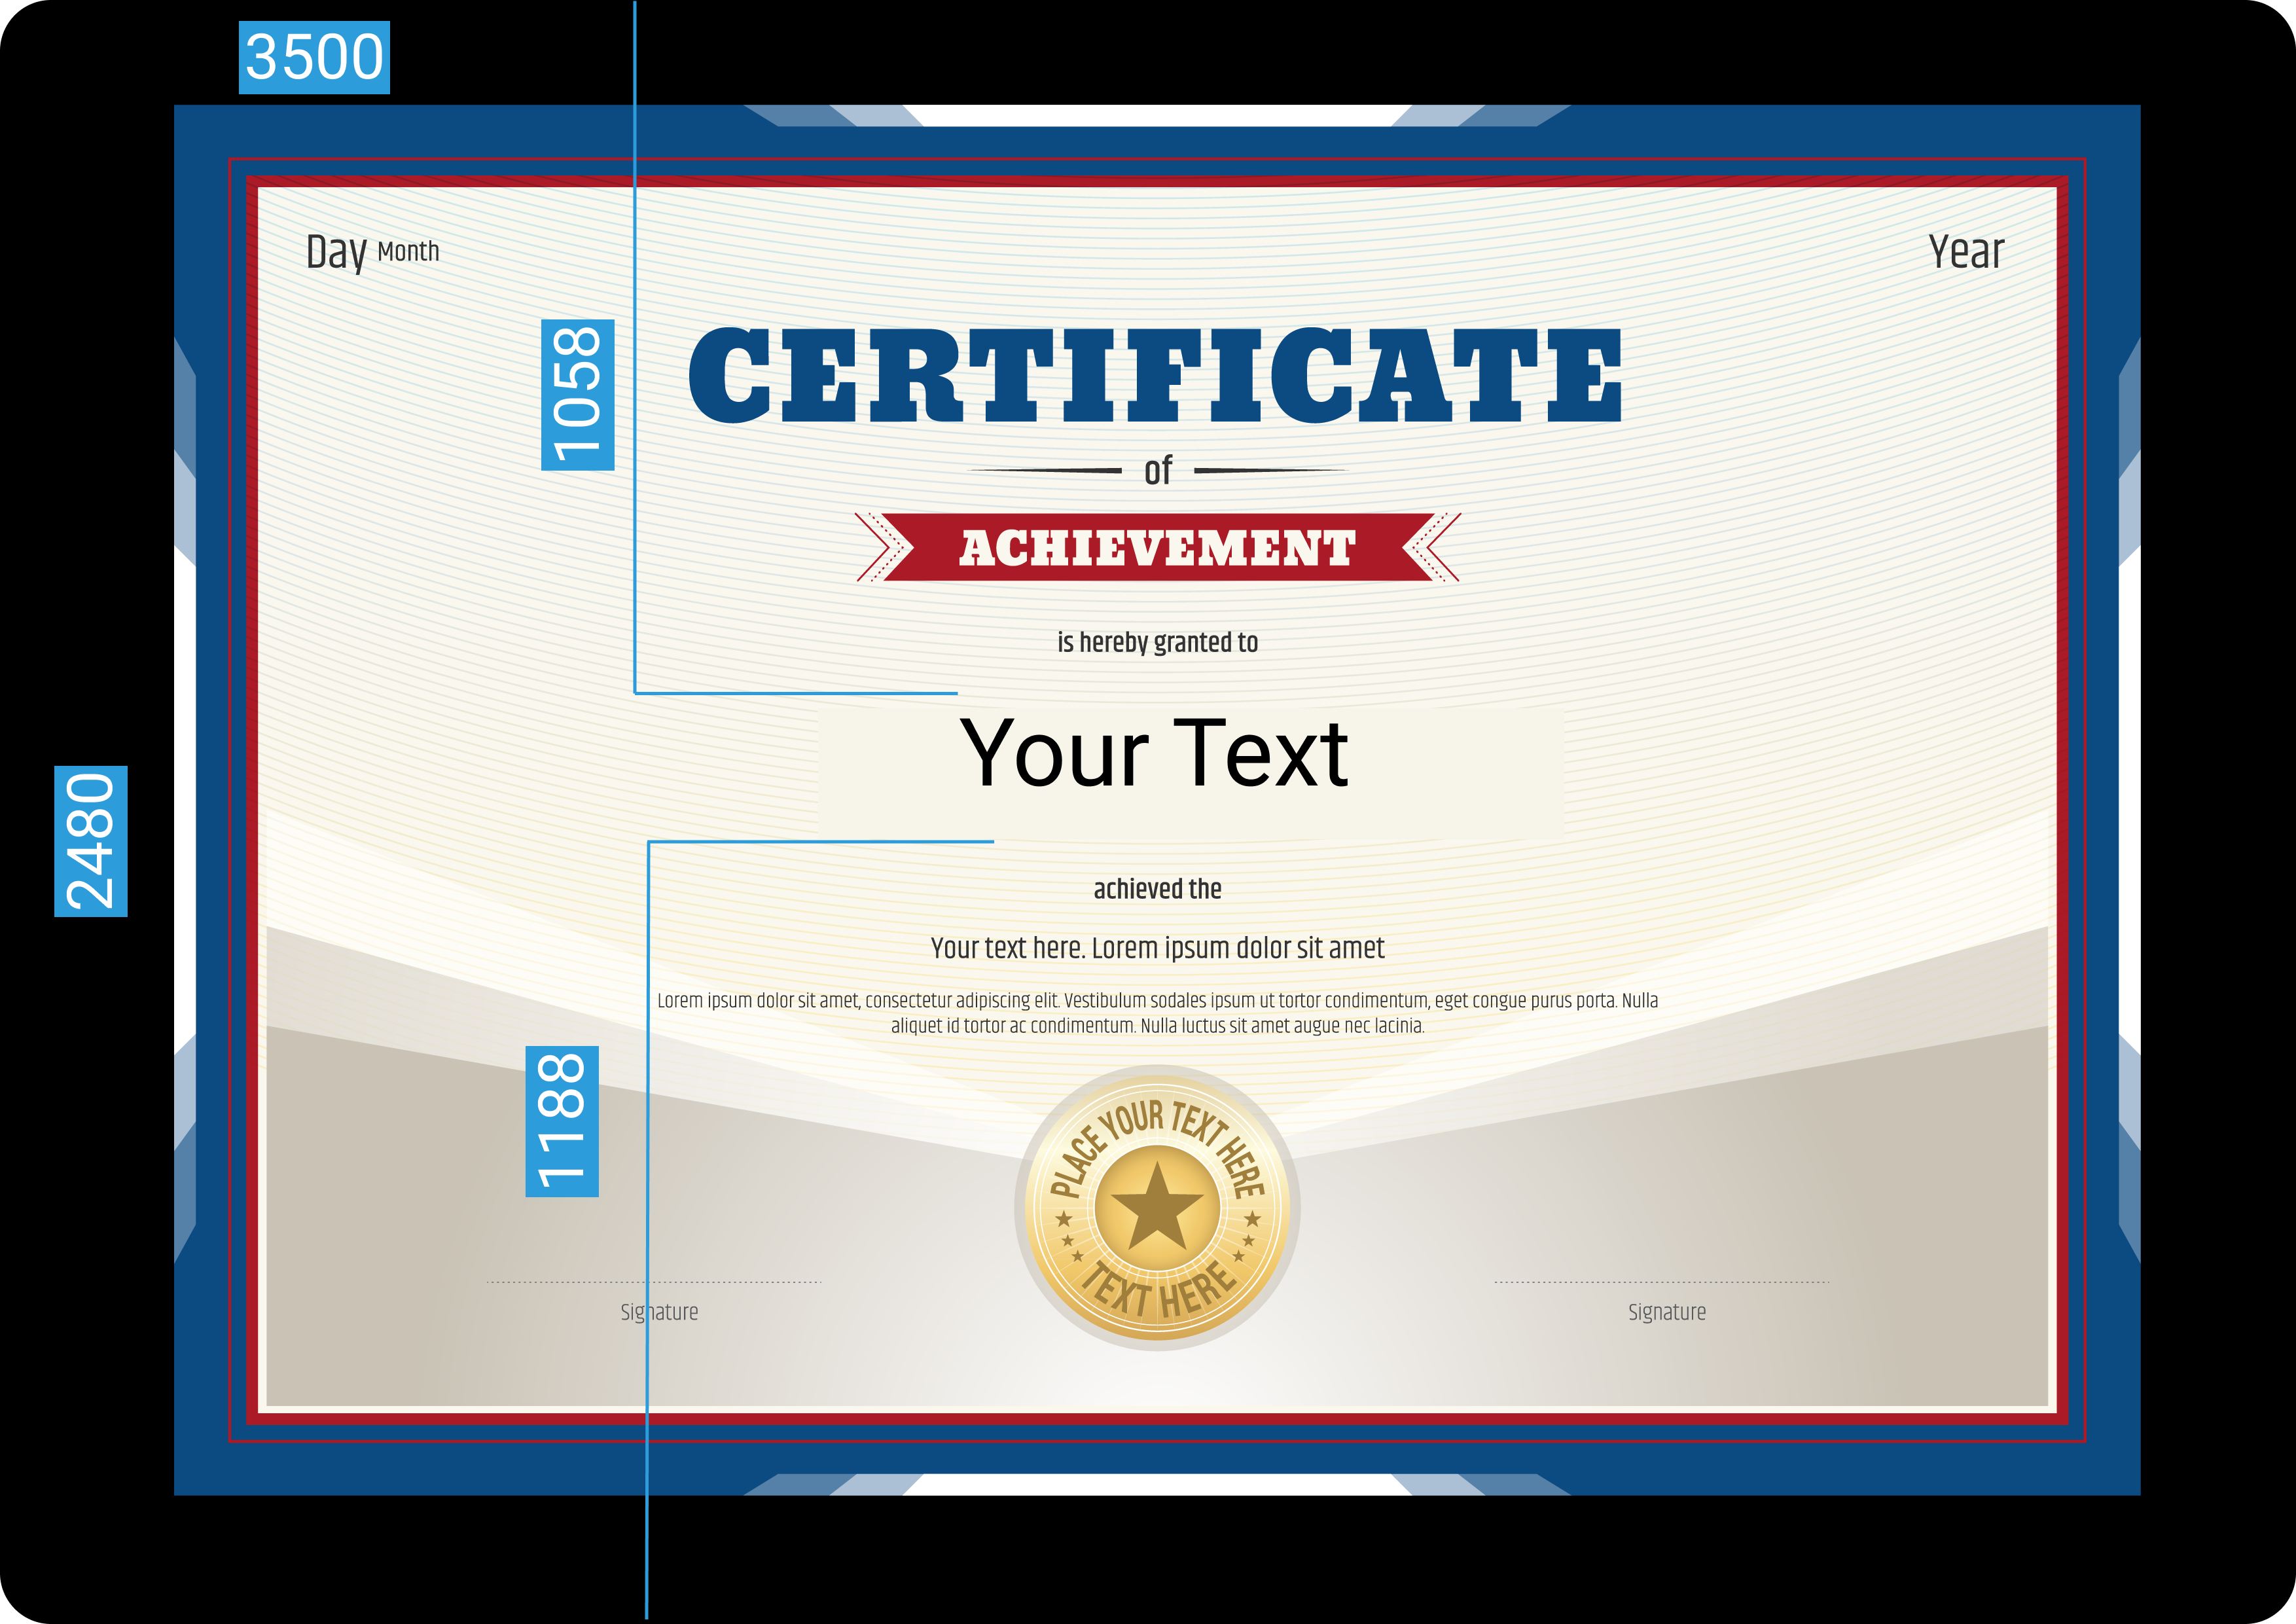 3500
Day Month
Year
1058
CERTIFICATE
of
ACHIEVEMENT
is hereby granted to
Your Text
2480
achieved the
Your text here. Lorem ipsum dolor sit amet
Lorem ipsum dolor sit amet, consectetur adipiscing elit. Vestibulum sodales ipsum ut tortor condimentum, eget congue purus porta. Nulla
aliquet id tortor ac condimentum. Nulla luctus sit amet augue nec lacinia.
1188
PLACE YOUR TEXT HERE
TEXT HERE
Signature
Signature